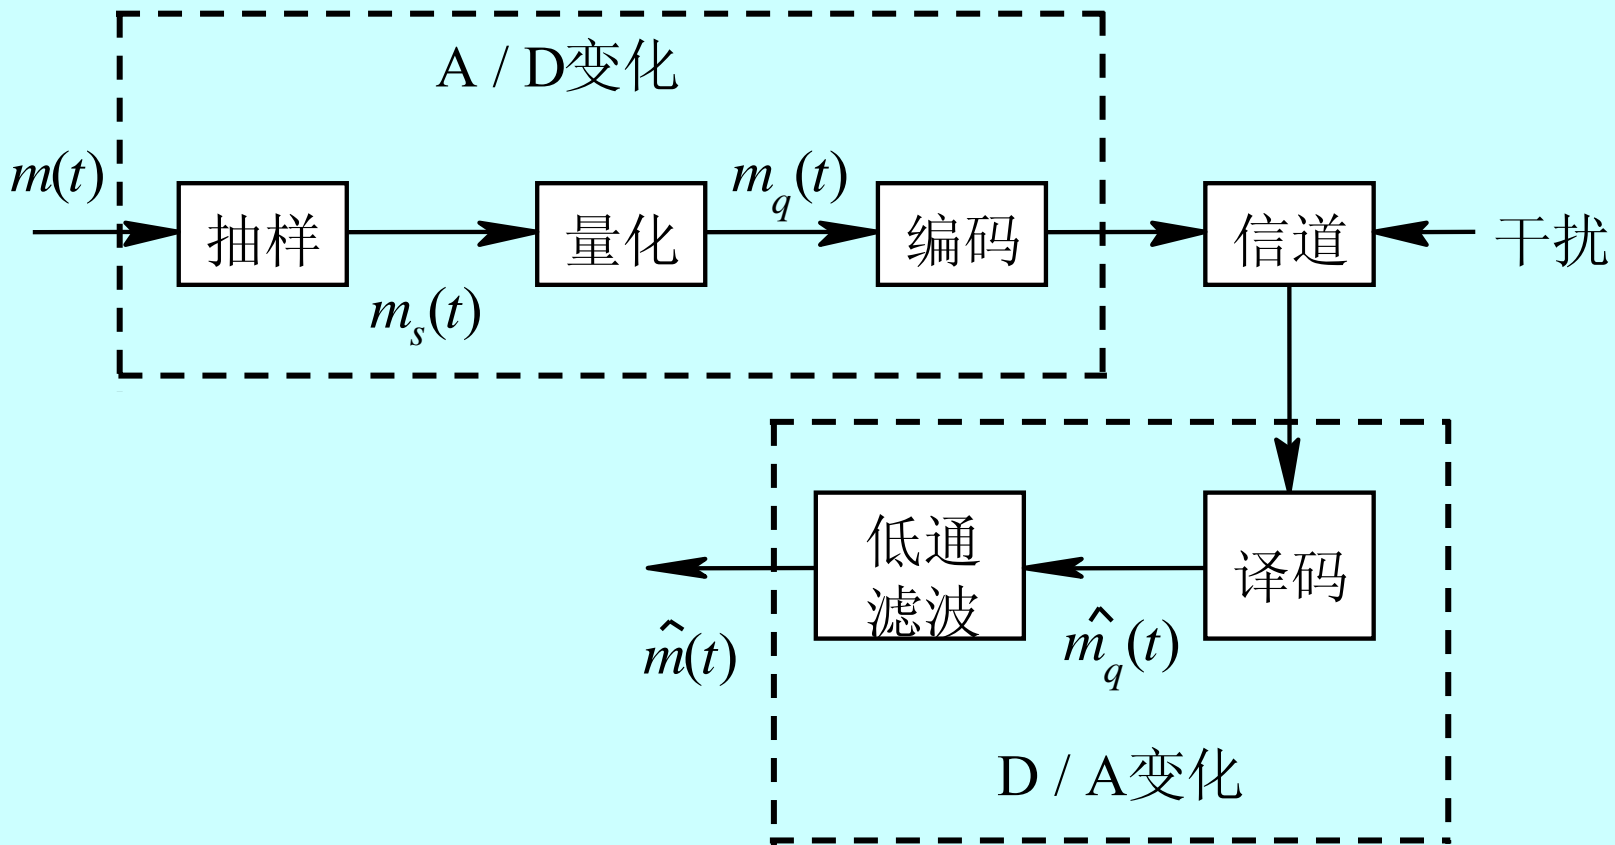 A / D变化
m(t)
抽样
m_s(t)
量化
m_q(t)
编码
信道
干扰
译码
m̂_q(t)
低通
滤波
m̂(t)
D / A变化